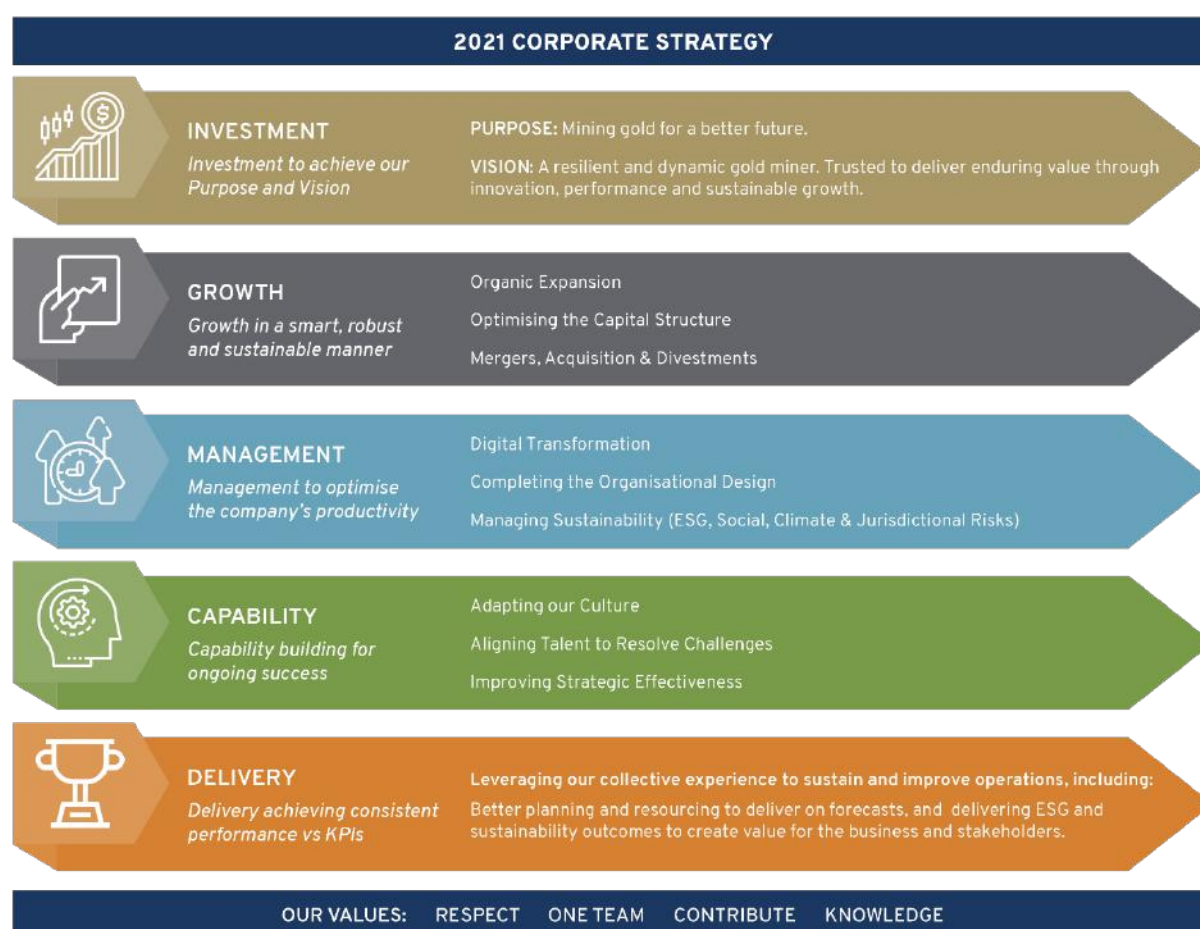 2021 CORPORATE STRATEGY
INVESTMENT
Investment to achieve our
Purpose and Vision
PURPOSE: Mining gold for a better future.
VISION: A resilient and dynamic gold miner. Trusted to deliver enduring value through
innovation, performance and sustainable growth.
GROWTH
Growth in a smart, robust
and sustainable manner
Organic Expansion
Optimising the Capital Structure
Mergers, Acquisition & Divestments
MANAGEMENT
Management to optimise
the company's productivity
Digital Transformation
Completing the Organisational Design
Managing Sustainability (ESG, Social, Climate & Jurisdictional Risks)
CAPABILITY
Capability building for
ongoing success
Adapting our Culture
Aligning Talent to Resolve Challenges
Improving Strategic Effectiveness
DELIVERY
Delivery achieving consistent
performance vs KPIs
Leveraging our collective experience to sustain and improve operations, including:
Better planning and resourcing to deliver on forecasts, and delivering ESG and
sustainability outcomes to create value for the business and stakeholders.
OUR VALUES: RESPECT ONE TEAM CONTRIBUTE KNOWLEDGE